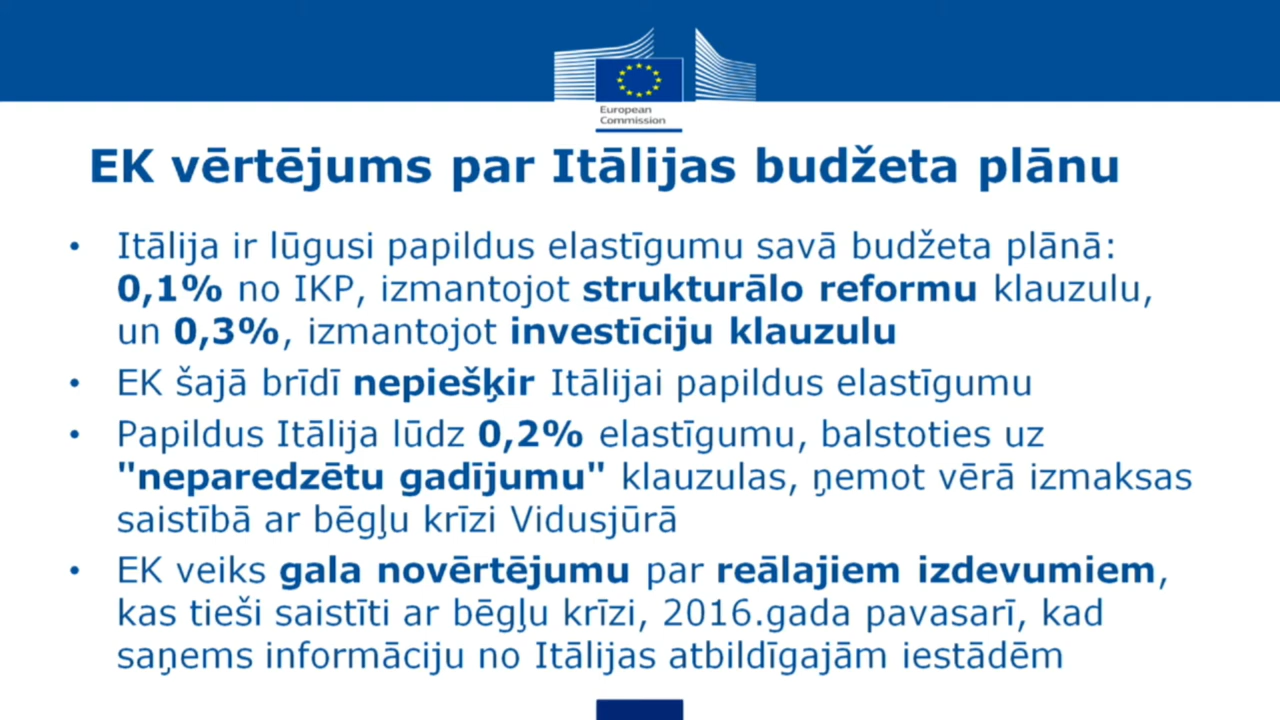 European
Commission
EK vērtējums par Itālijas budžeta plānu
• Itālija ir lūgusi papildus elastīgumu savā budžeta plānā:
0,1% no IKP, izmantojot strukturālo reformu klauzulu,
un 0,3%, izmantojot investīciju klauzulu
• EK šajā brīdī nepiešķir Itālijai papildus elastīgumu
• Papildus Itālija lūdz 0,2% elastīgumu, balstoties uz
"neparedzētu gadījumu" klauzulas, ņemot vērā izmaksas
saistībā ar bēgļu krīzi Vidusjūrā
• EK veiks gala novērtējumu par reālajiem izdevumiem,
kas tieši saistīti ar bēgļu krīzi, 2016.gada pavasarī, kad
saņems informāciju no Itālijas atbildīgajām iestādēm